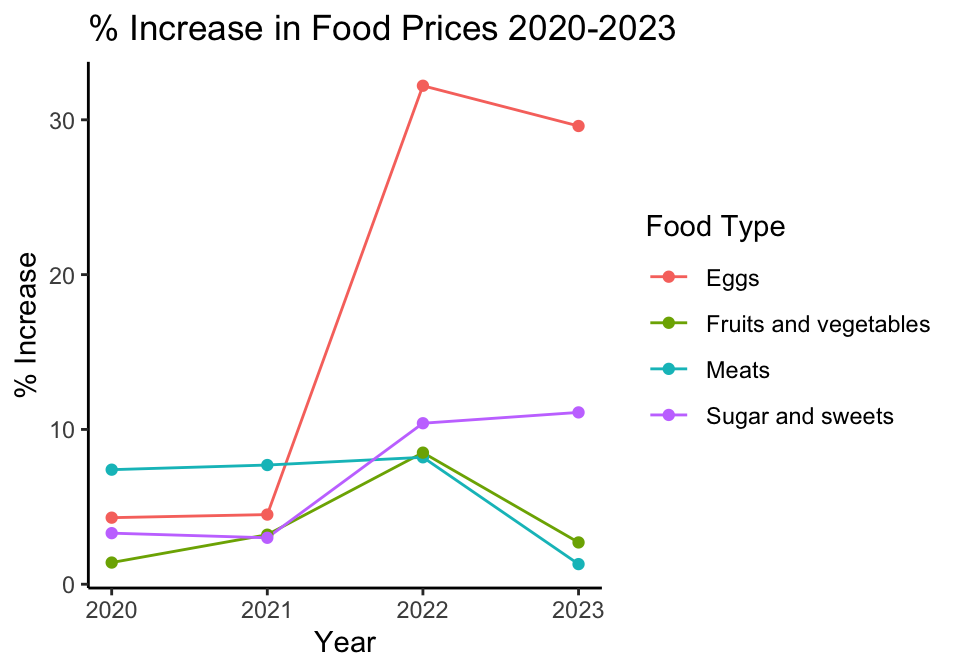 % Increase in Food Prices 2020-2023
% Increase
30
20
10
0
2020 2021 2022 2023
Year
Food Type
Eggs
Fruits and vegetables
Meats
Sugar and sweets